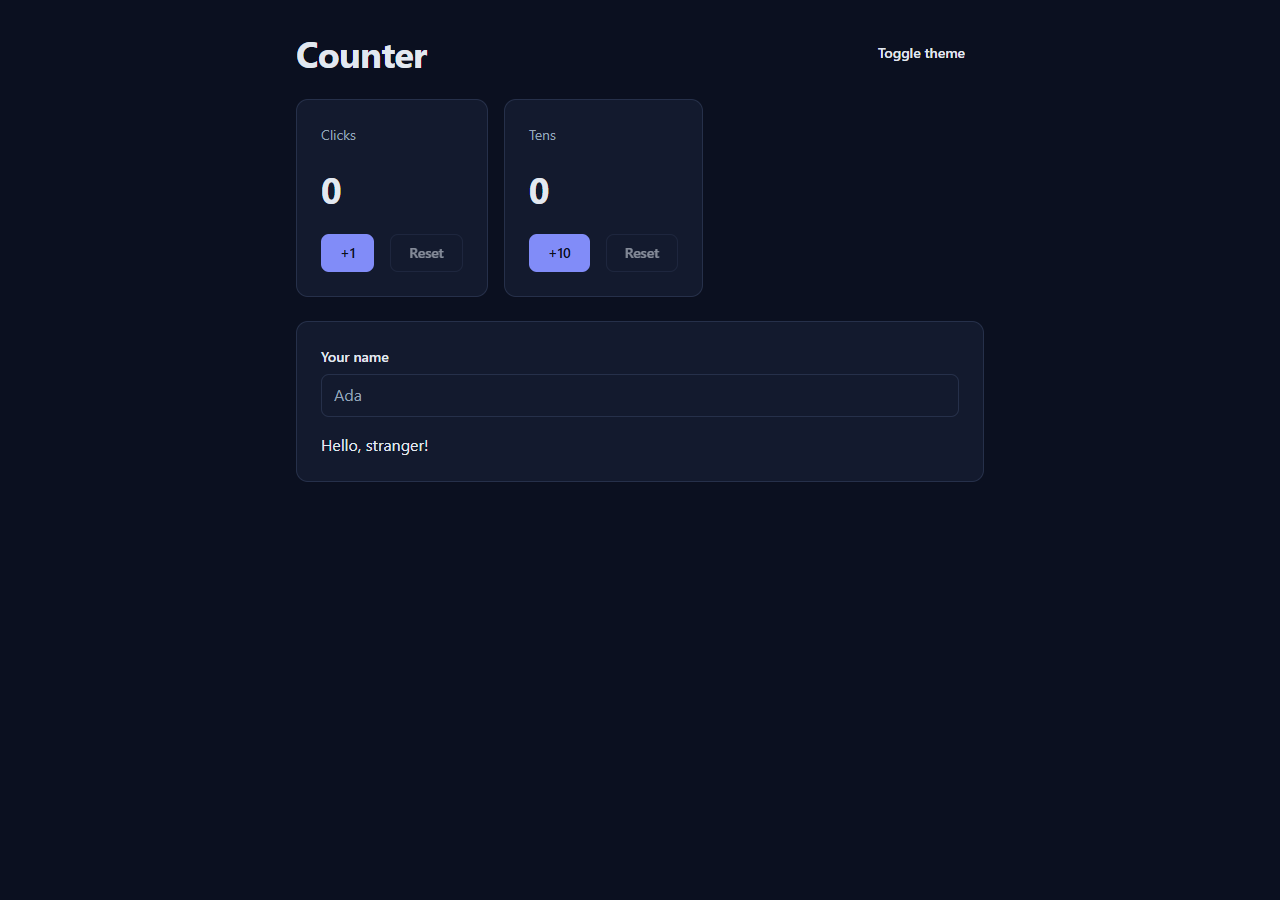 Counter
Toggle theme
Clicks
0
+1
Reset
Tens
0
+10
Reset
Your name
Ada
Hello, stranger!